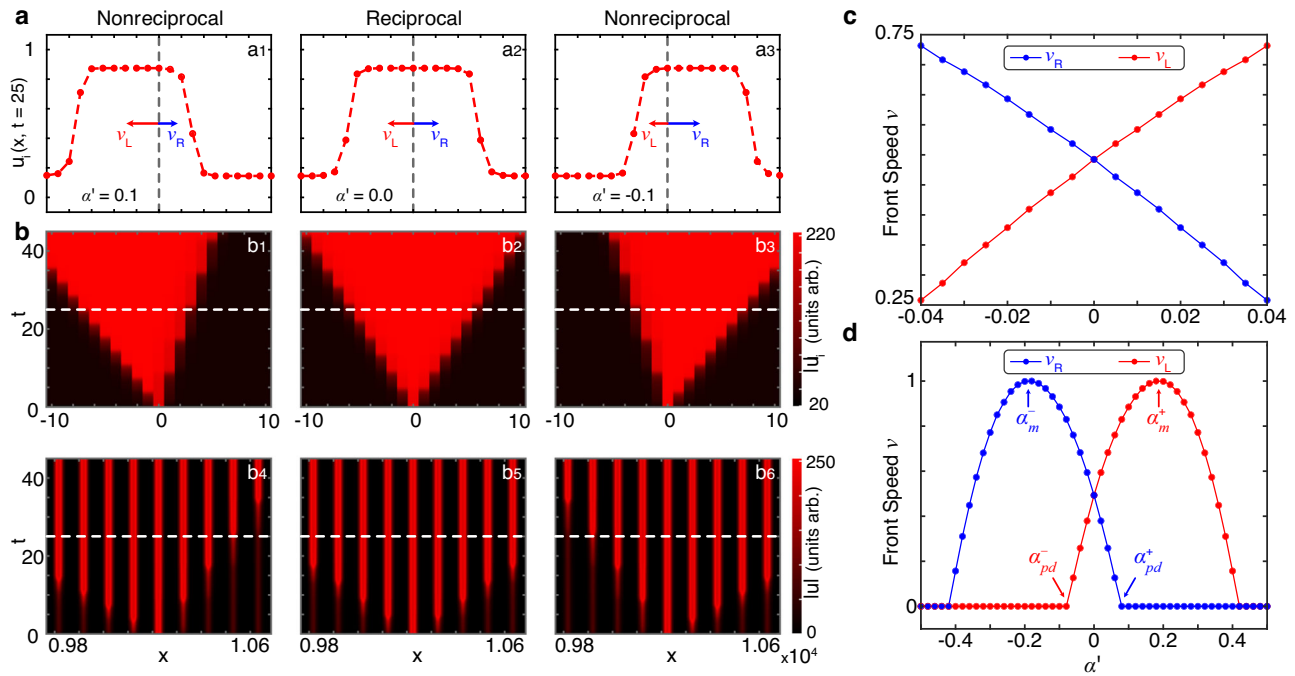 a
Nonreciprocal
Reciprocal
Nonreciprocal
u_i(x, t = 25)
1
0
a1
v_L
v_R
α' = 0.1
a2
v_L
v_R
α' = 0.0
a3
v_L
v_R
α' = -0.1
b
t
40
20
0
b1
-10 0 10
b2
-10 0 10
b3
-10 0 10
220
20
|u_i| (units arb.)
t
40
20
0
b4
0.98 1.06
x
b5
0.98 1.06
x
b6
0.98 1.06
x10^4
x
250
0
|u| (units arb.)
c
Front Speed v
0.75
0.25
v_R v_L
-0.04 -0.02 0 0.02 0.04
d
Front Speed v
1
0
v_R v_L
α_m^-
α_m^+
α_pd^-
α_pd^+
-0.4 -0.2 0 0.2 0.4
α'